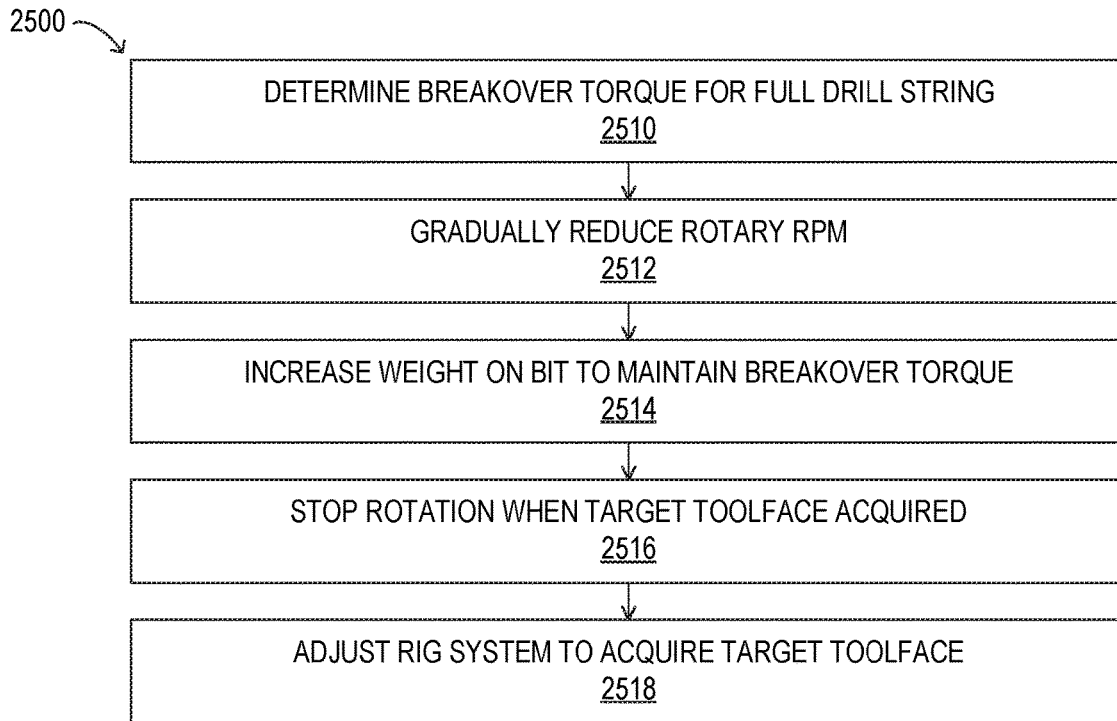 2500
DETERMINE BREAKOVER TORQUE FOR FULL DRILL STRING
2510
GRADUALLY REDUCE ROTARY RPM
2512
INCREASE WEIGHT ON BIT TO MAINTAIN BREAKOVER TORQUE
2514
STOP ROTATION WHEN TARGET TOOLFACE ACQUIRED
2516
ADJUST RIG SYSTEM TO ACQUIRE TARGET TOOLFACE
2518